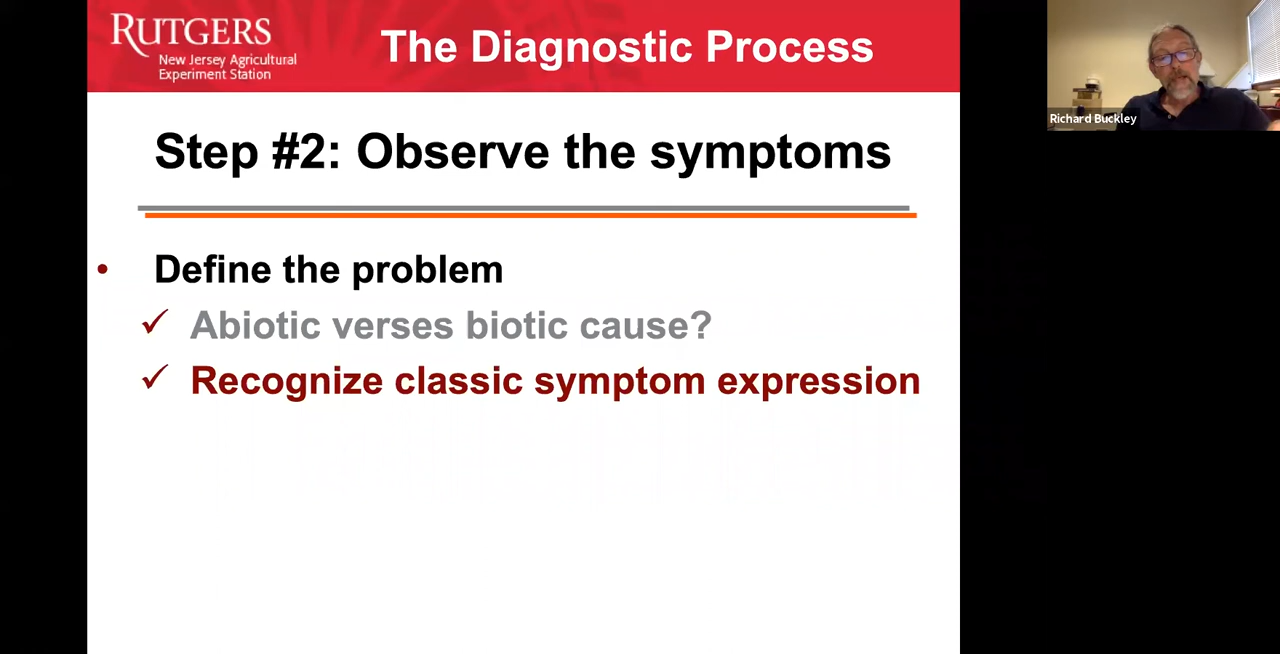 RUTGERS
New Jersey Agricultural
Experiment Station
The Diagnostic Process
Richard Buckley
Step #2: Observe the symptoms
• Define the problem
✓ Abiotic verses biotic cause?
✓ Recognize classic symptom expression